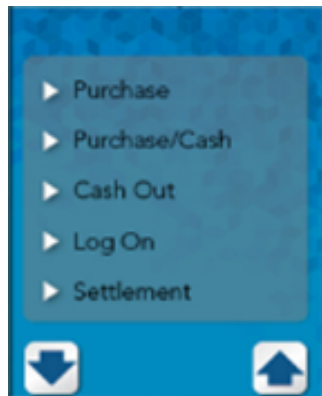 Purchase
Purchase/Cash
Cash Out
Log On
Settlement